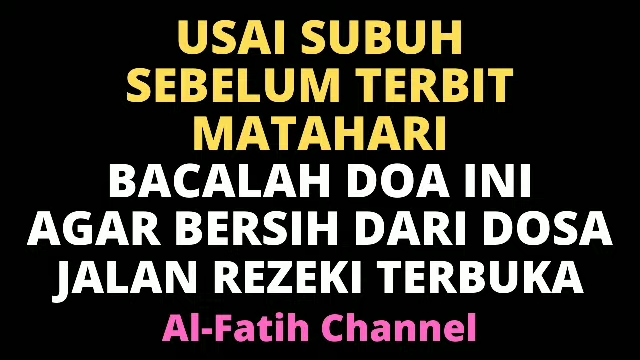 USAI SUBUH
SEBELUM TERBIT
MATAHARI
BACALAH DOA INI
AGAR BERSIH DARI DOSA
JALAN REZEKI TERBUKA
Al-Fatih Channel